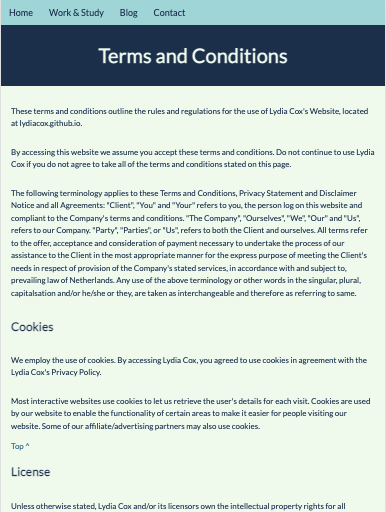 Home Work & Study Blog Contact
Terms and Conditions
These terms and conditions outline the rules and regulations for the use of Lydia Cox's Website, located
at lydiacox.github.io.
By accessing this website we assume you accept these terms and conditions. Do not continue to use Lydia
Cox if you do not agree to take all of the terms and conditions stated on this page.
The following terminology applies to these Terms and Conditions, Privacy Statement and Disclaimer
Notice and all Agreements: "Client", "You" and "Your" refers to you, the person log on this website and
compliant to the Company's terms and conditions. "The Company", "Ourselves", "We", "Our" and "Us",
refers to our Company. "Party", "Parties", or "Us", refers to both the Client and ourselves. All terms refer
to the offer, acceptance and consideration of payment necessary to undertake the process of our
assistance to the Client in the most appropriate manner for the express purpose of meeting the Client's
needs in respect of provision of the Company's stated services, in accordance with and subject to,
prevailing law of Netherlands. Any use of the above terminology or other words in the singular, plural,
capitalsation and/or he/she or they, are taken as interchangeable and therefore as referring to same.
Cookies
We employ the use of cookies. By accessing Lydia Cox, you agreed to use cookies in agreement with the
Lydia Cox's Privacy Policy.
Most interactive websites use cookies to let us retrieve the user's details for each visit. Cookies are used
by our website to enable the functionality of certain areas to make it easier for people visiting our
website. Some of our affiliate/advertising partners may also use cookies.
Top ^
License
Unless otherwise stated, Lydia Cox and/or its licensors own the intellectual property rights for all